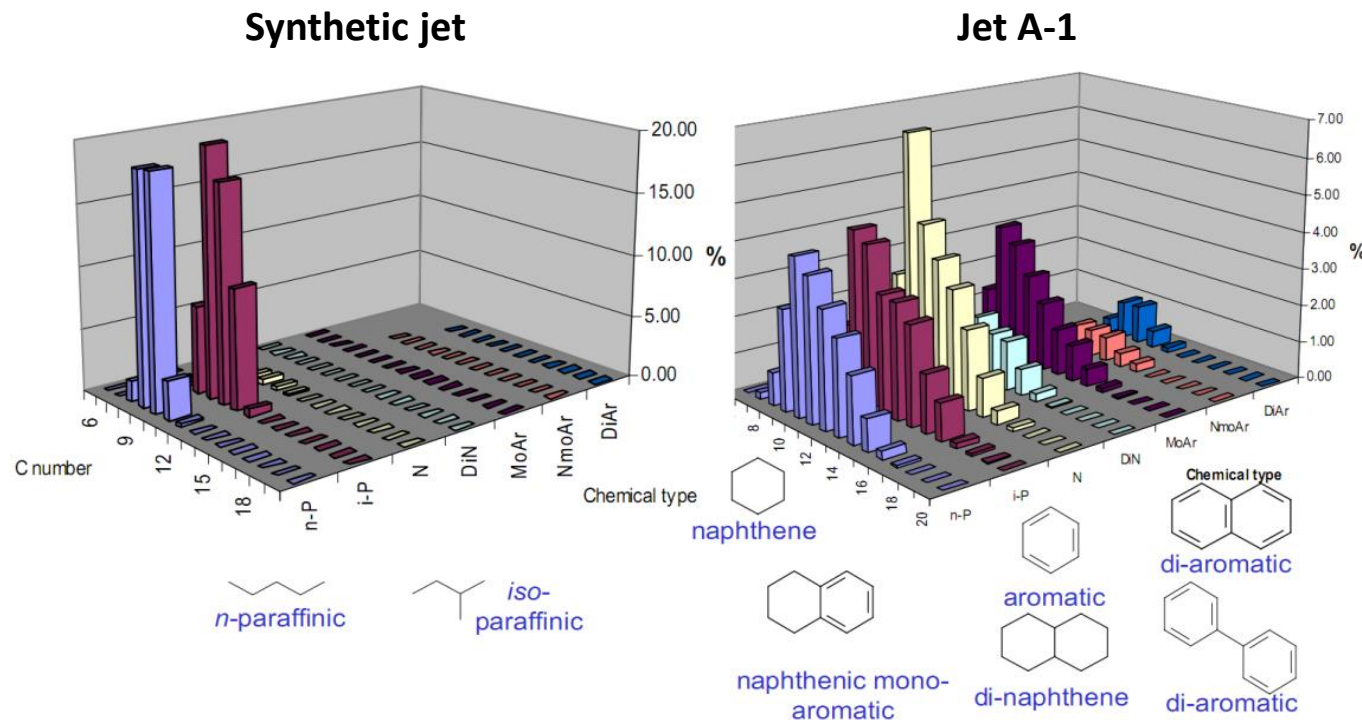 Synthetic jet
Jet A-1
20.00
15.00
10.00
5.00
0.00
%
6
9
12
15
18
C number
n-P
i-P
N
DiN
MoAr
NmoAr
DiAr
Chemical type
7.00
6.00
5.00
4.00
3.00
2.00
1.00
0.00
%
8
10
12
14
16
18
20
n-P
i-P
N
DiN
MoAr
NmoAr
DiAr
Chemical type
n-paraffinic
iso-
paraffinic
naphthene
aromatic
di-aromatic
naphthenic mono-
aromatic
di-naphthene
di-aromatic